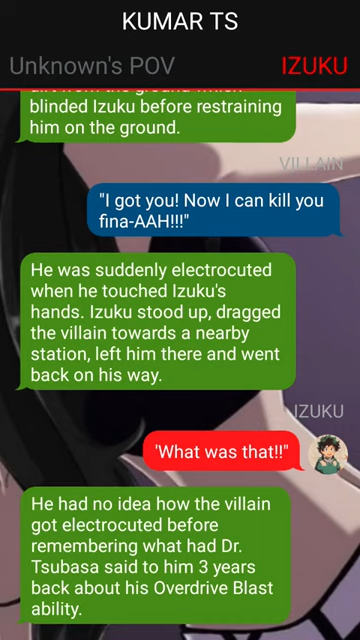 KUMAR TS
Unknown's POV
IZUKU
blinded Izuku before restraining
him on the ground.
VILLAIN
"I got you! Now I can kill you
fina-AAH!!!"
He was suddenly electrocuted
when he touched Izuku's
hands. Izuku stood up, dragged
the villain towards a nearby
station, left him there and went
back on his way.
IZUKU
'What was that!!"
He had no idea how the villain
got electrocuted before
remembering what had Dr.
Tsubasa said to him 3 years
back about his Overdrive Blast
ability.